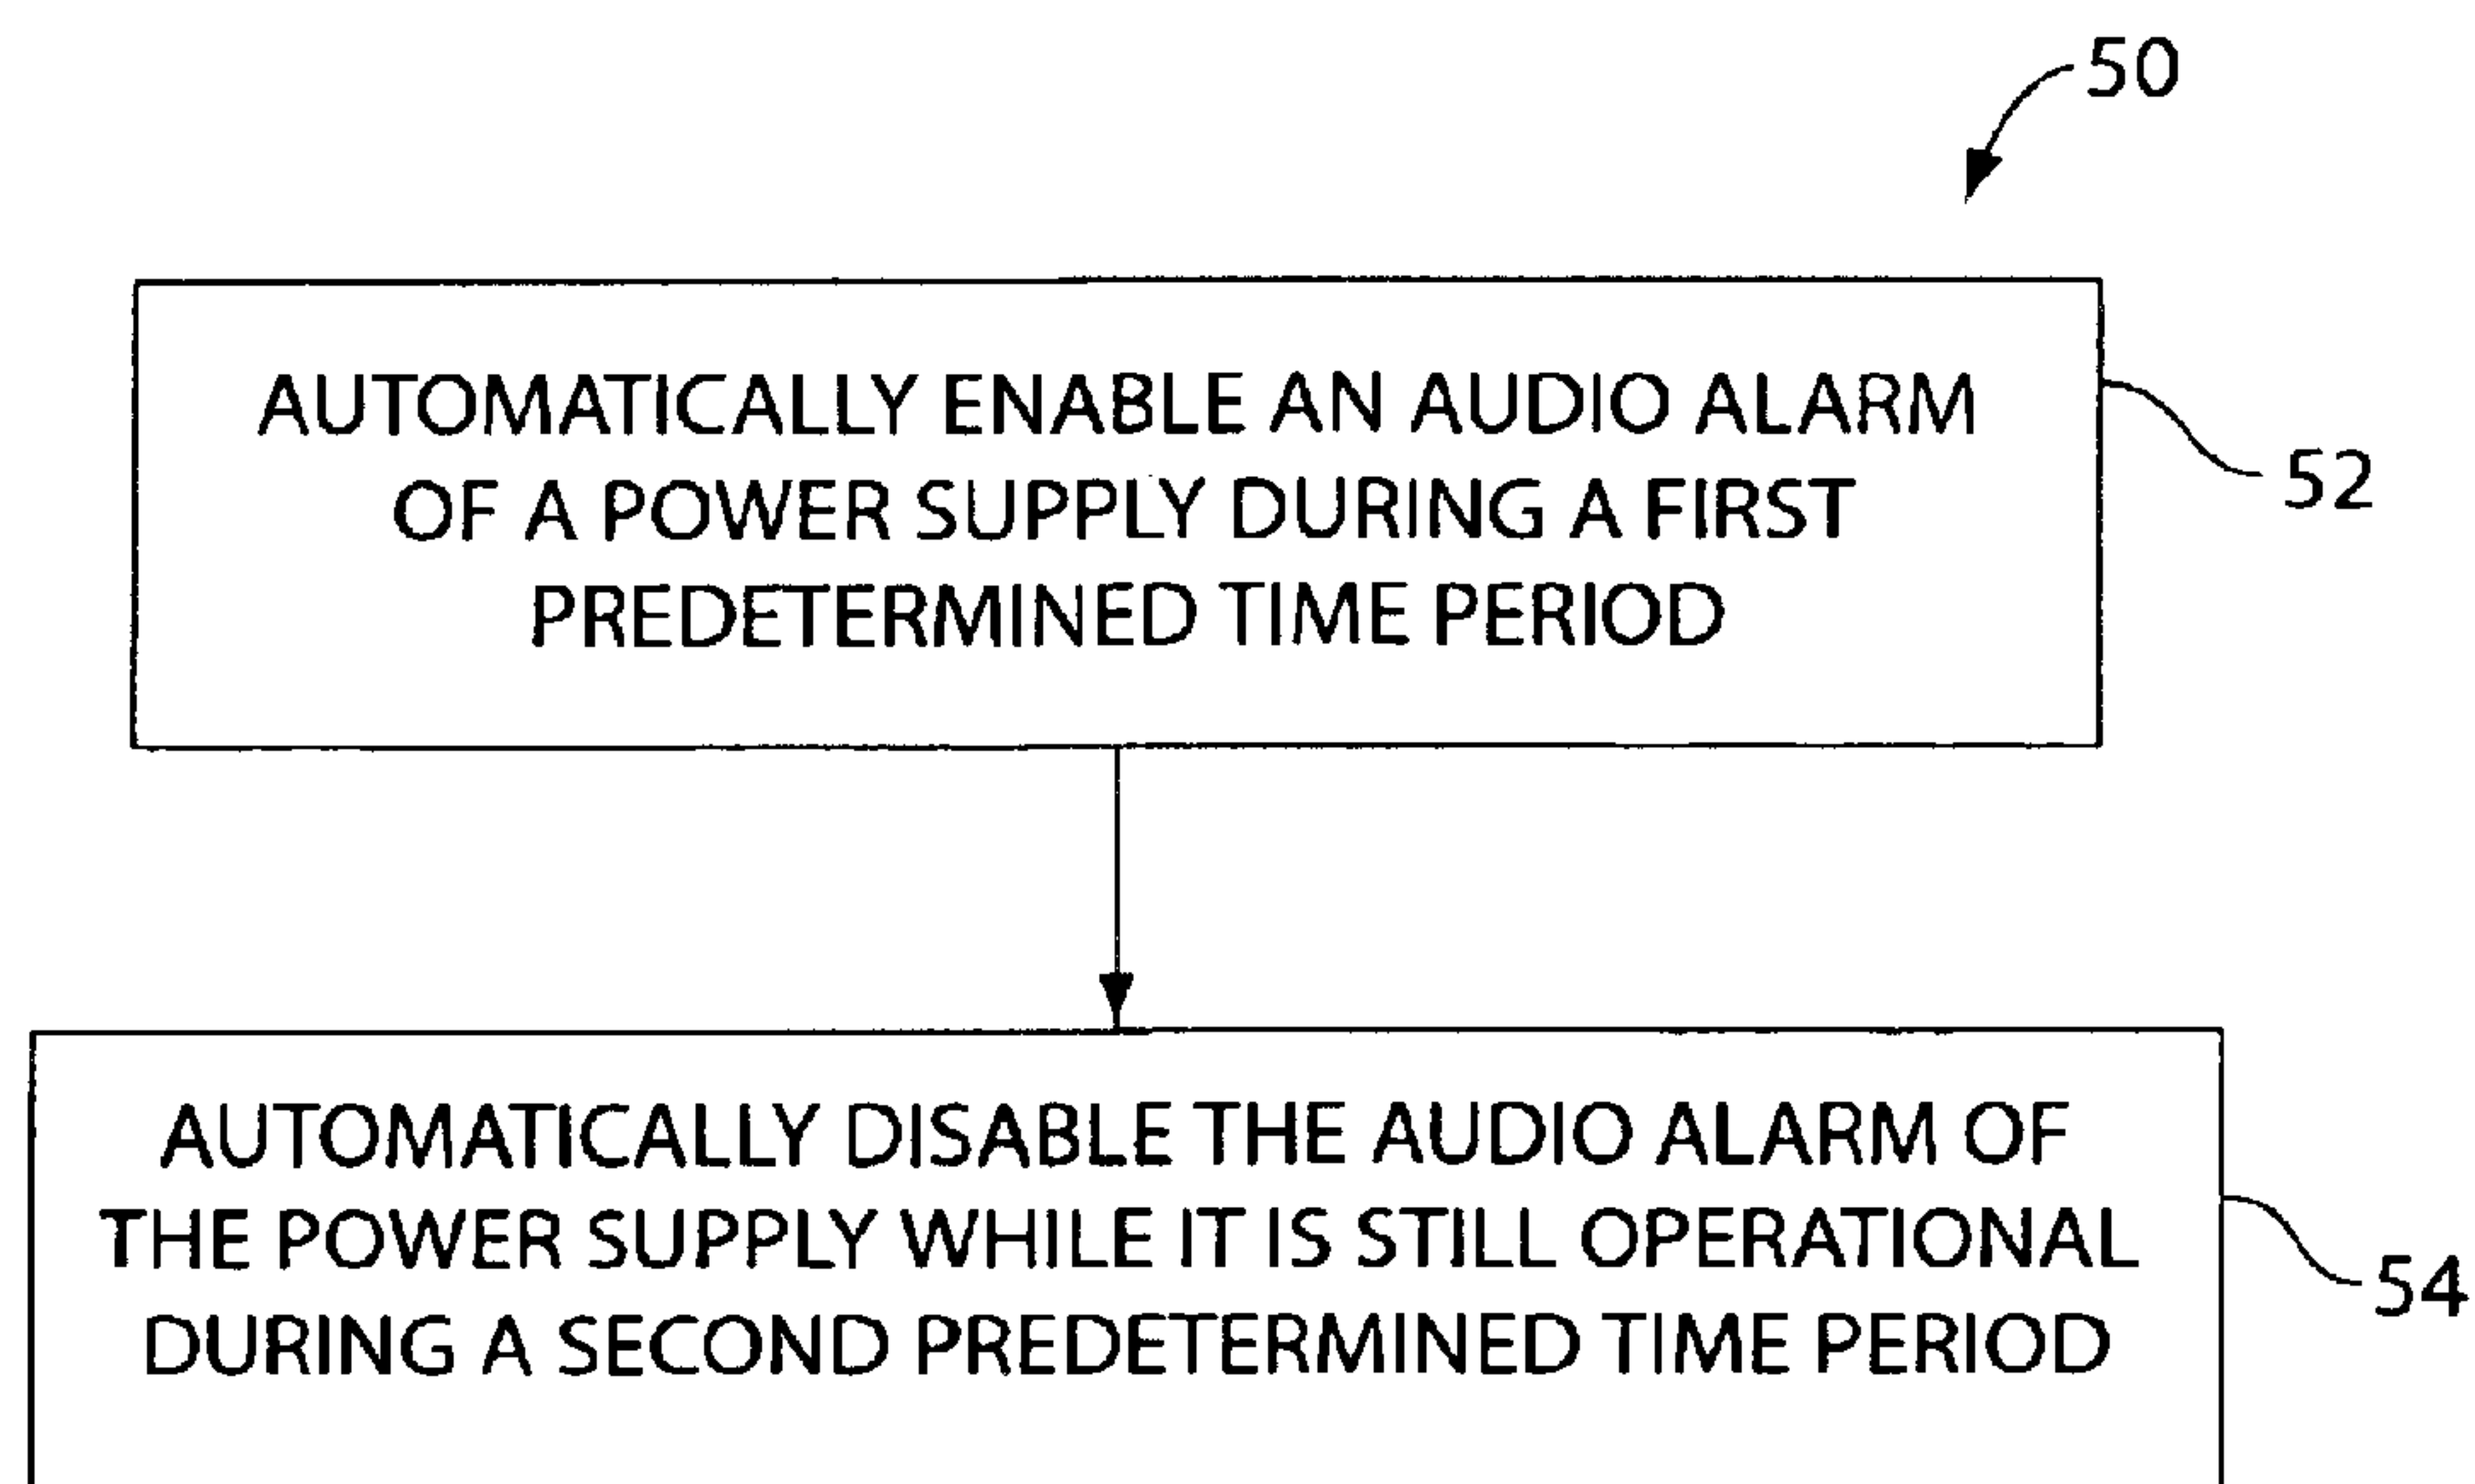 50
AUTOMATICALLY ENABLE AN AUDIO ALARM
OF A POWER SUPPLY DURING A FIRST
PREDETERMINED TIME PERIOD
52
AUTOMATICALLY DISABLE THE AUDIO ALARM OF
THE POWER SUPPLY WHILE IT IS STILL OPERATIONAL
DURING A SECOND PREDETERMINED TIME PERIOD
54